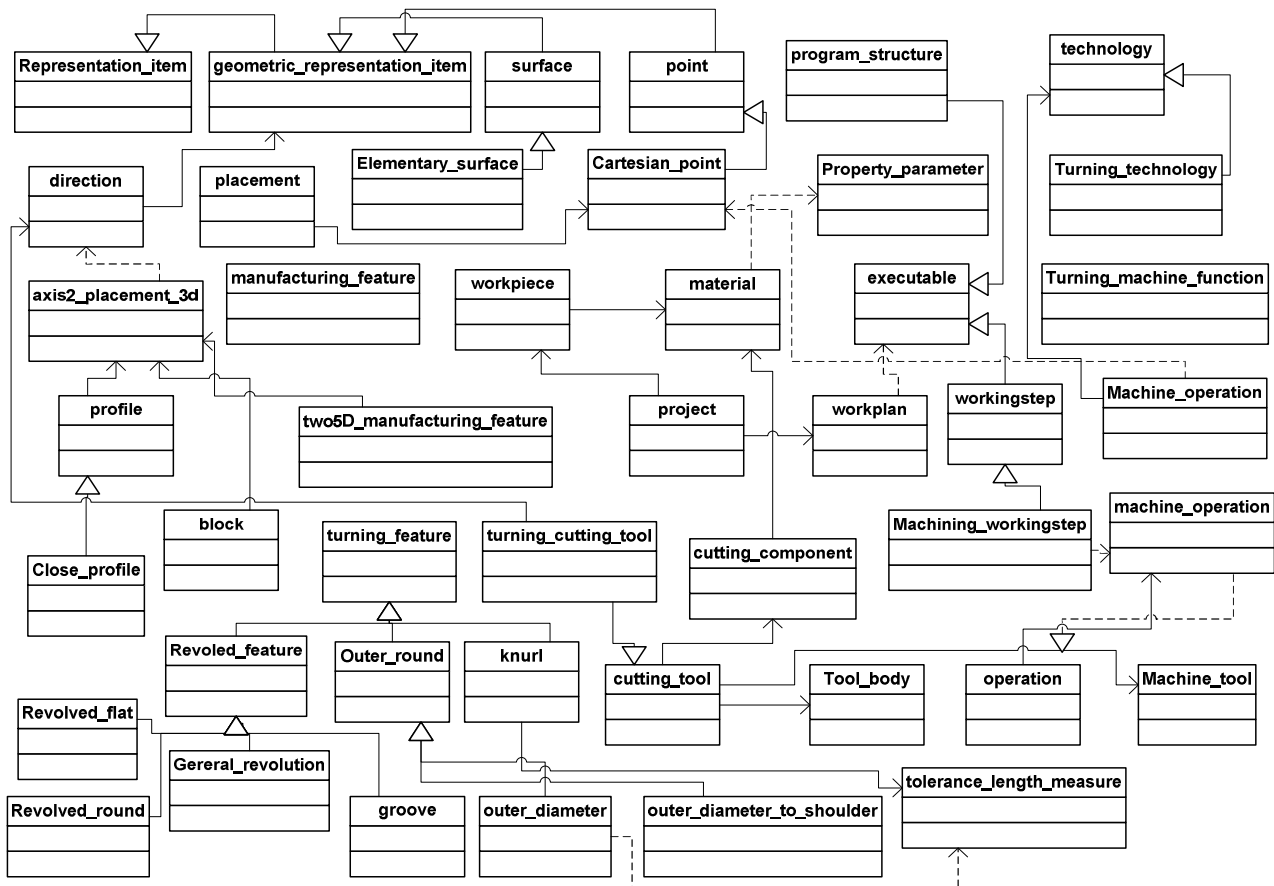 Representation_item
geometric_representation_item
surface
point
program_structure
technology
direction
placement
Elementary_surface
Cartesian_point
Property_parameter
Turning_technology
axis2_placement_3d
manufacturing_feature
workpiece
material
executable
Turning_machine_function
profile
two5D_manufacturing_feature
project
workplan
workingstep
Machine_operation
Close_profile
block
turning_feature
turning_cutting_tool
cutting_component
Machining_workingstep
machine_operation
Revoled_feature
Outer_round
knurl
cutting_tool
Tool_body
operation
Machine_tool
Revolved_flat
Gereral_revolution
Revolved_round
groove
outer_diameter
outer_diameter_to_shoulder
tolerance_length_measure